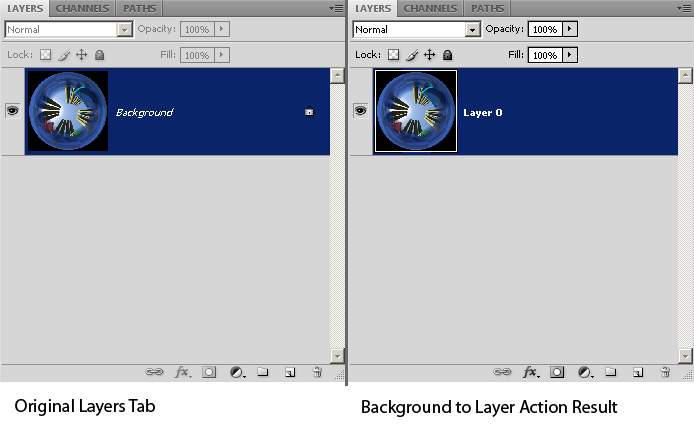 LAYERS CHANNELS PATHS
Normal Opacity: 100%
Lock: Fill: 100%
Background
fx.
Original Layers Tab
LAYERS CHANNELS PATHS
Normal Opacity: 100%
Lock: Fill: 100%
Layer 0
fx.
Background to Layer Action Result